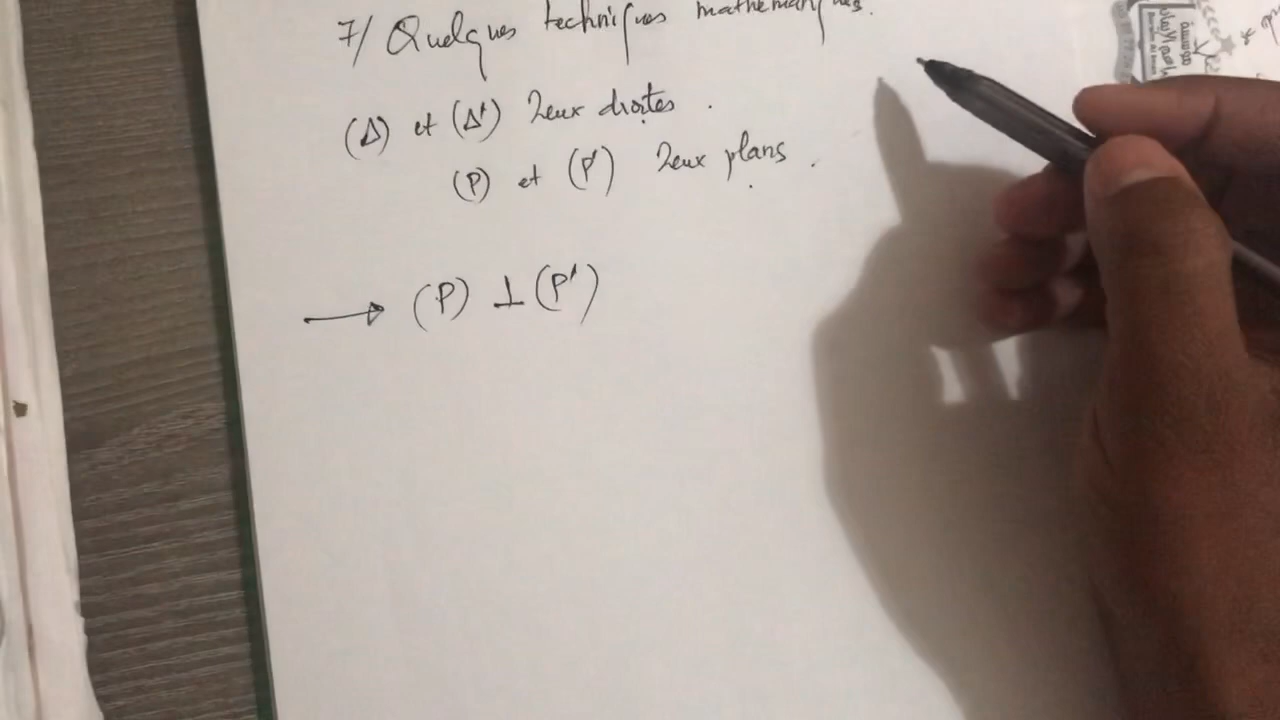 7/ Quelques techniques mathématiques.
(Δ) et (Δ') deux droites .
(P) et (P') deux plans .
→ (P) ⊥ (P')